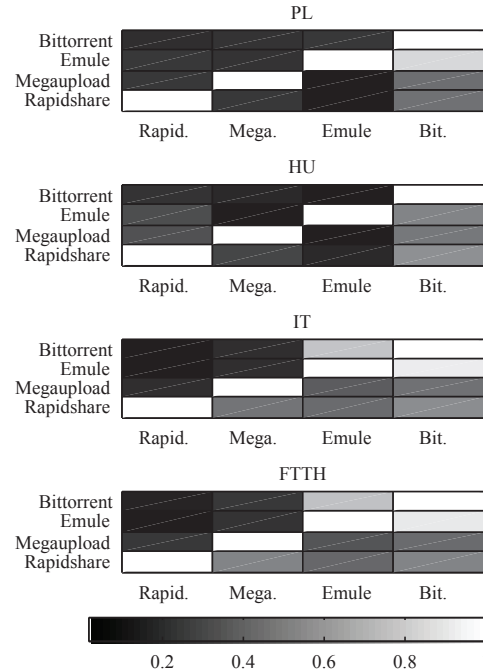 PL
Bittorrent
Emule
Megaupload
Rapidshare
Rapid. Mega. Emule Bit.
HU
Bittorrent
Emule
Megaupload
Rapidshare
Rapid. Mega. Emule Bit.
IT
Bittorrent
Emule
Megaupload
Rapidshare
Rapid. Mega. Emule Bit.
FTTH
Bittorrent
Emule
Megaupload
Rapidshare
Rapid. Mega. Emule Bit.
0.2 0.4 0.6 0.8